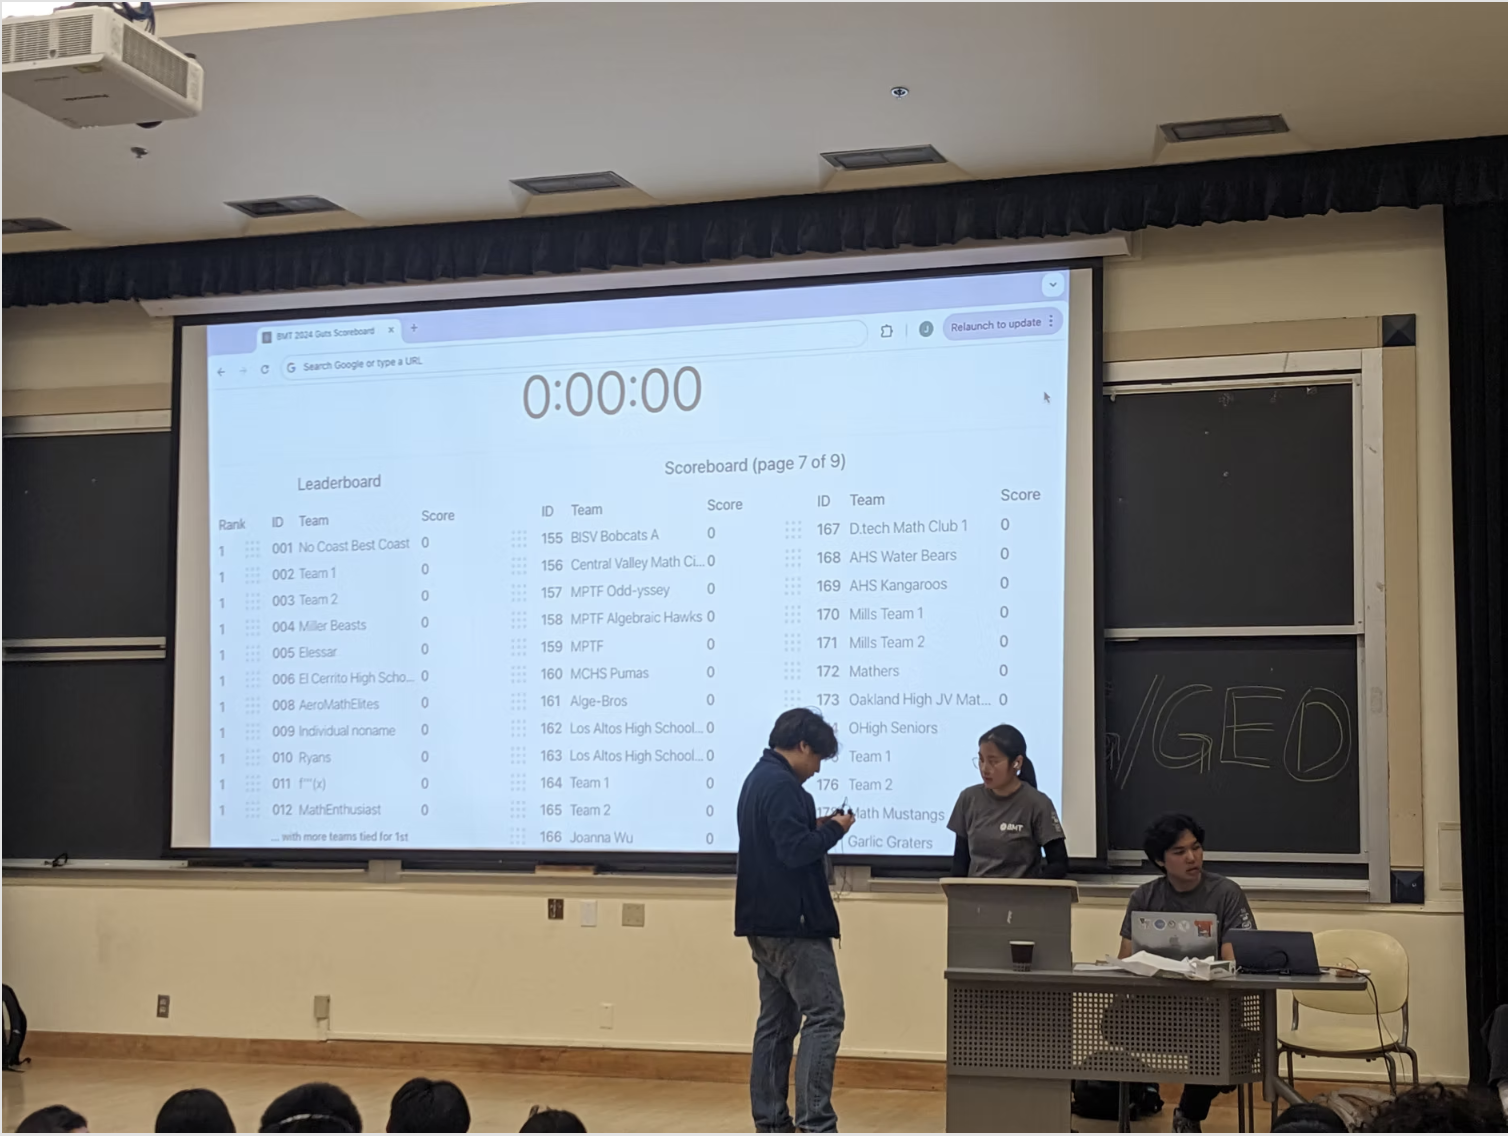 BMT 2024 Guts Scoreboard
Relaunch to update
Search Google or type a URL
0:00:00
Leaderboard
Rank ID Team Score
1 001 No Coast Best Coast 0
1 002 Team 1 0
1 003 Team 2 0
1 004 Miller Beasts 0
1 005 Elessar 0
1 006 El Cerrito High Scho... 0
1 008 AeroMathElites 0
1 009 Individual noname 0
1 010 Ryans 0
1 011 0
1 012 MathEnthusiast 0
... with more teams tied for 1st
Scoreboard (page 7 of 9)
ID Team Score
155 BISV Bobcats A 0
156 Central Valley Math Ci... 0
157 MPTF Odd-yssey 0
158 MPTF Algebraic Hawks 0
159 MPTF 0
160 MCHS Pumas 0
161 Alge-Bros 0
162 Los Altos High School... 0
163 Los Altos High School... 0
164 Team 1 0
165 Team 2 0
166 Joanna Wu 0
ID Team Score
167 D.tech Math Club 1 0
168 AHS Water Bears 0
169 AHS Kangaroos 0
170 Mills Team 1 0
171 Mills Team 2 0
172 Mathers 0
173 Oakland High JV Mat... 0
OHigh Seniors
Team 1
176 Team 2
Math Mustangs
Garlic Graters
/GED
BMT